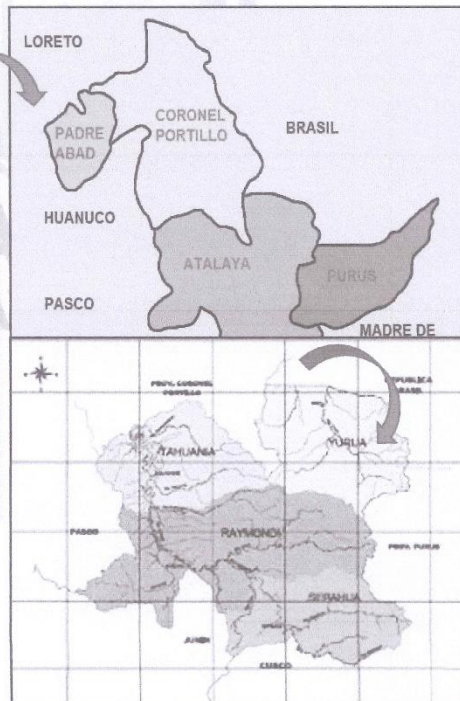 LORETO
CORONEL
PORTILLO
BRASIL
PADRE
ABAD
HUANUCO
ATALAYA
PURUS
PASCO
MADRE DE
PROV. CORONEL
PORTILLO
REPUBLICA
BRASIL
YURUA
TAHUANIA
PASCO
RAYMONDI
PROV. PURUS
SEPAHUA
JUNIN
CUSCO